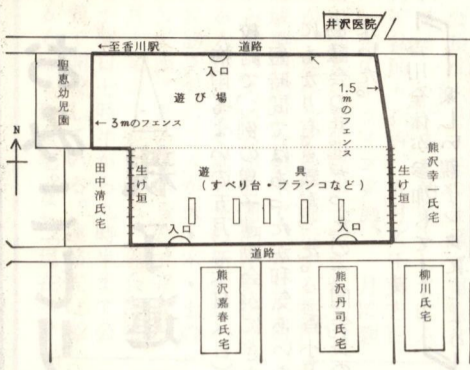 井沢医院
←至香川駅
道路
入口
聖恵幼児園
遊び場
1.5mのフェンス
←3mのフェンス
N
熊沢幸一氏宅
田中清氏宅
生け垣
遊具
(すべり台・ブランコなど)
生け垣
入口
入口
道路
熊沢嘉春氏宅
熊沢丹司氏宅
柳川氏宅